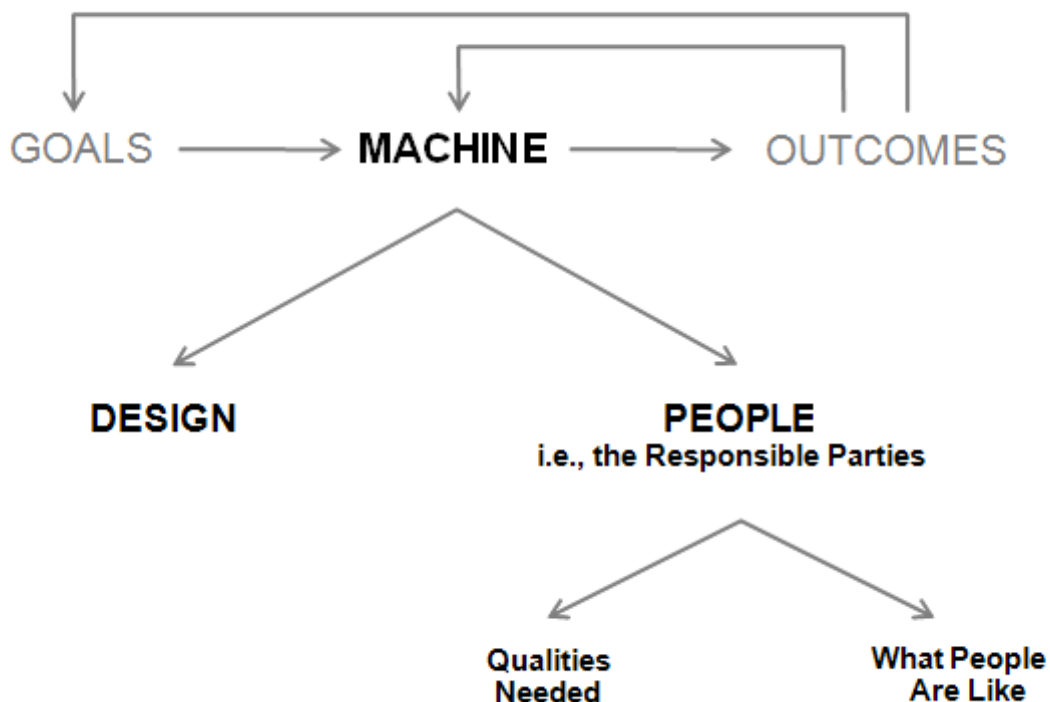 GOALS
MACHINE
OUTCOMES
DESIGN
PEOPLE
i.e., the Responsible Parties
Qualities
Needed
What People
Are Like